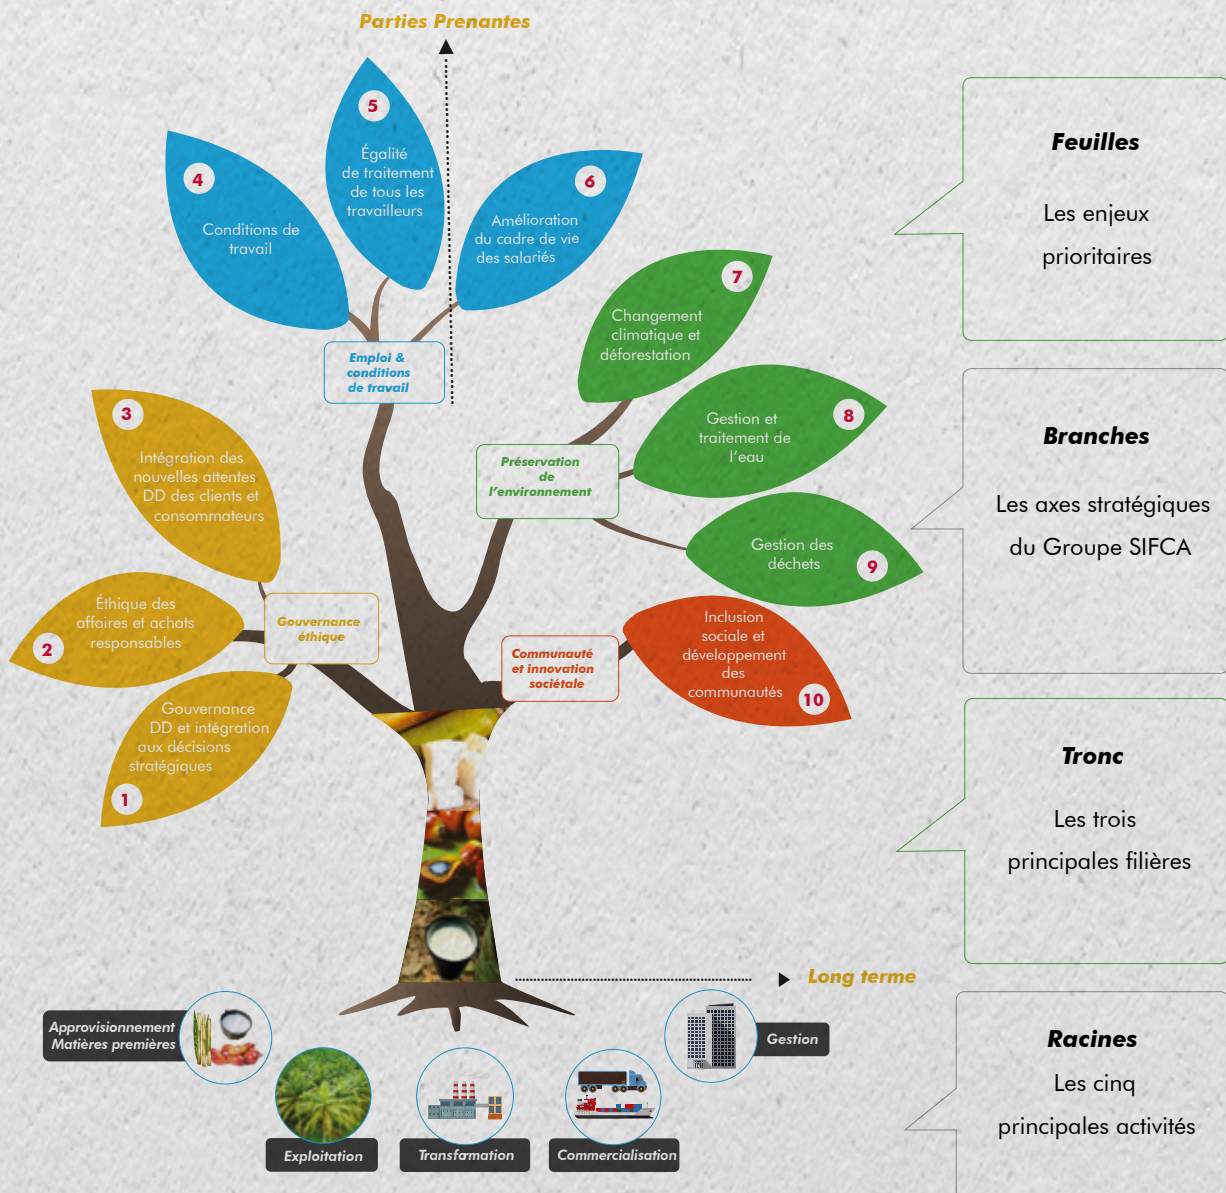 Parties Prenantes
5
Égalité
de traitement
de tous les
travailleurs
4
Conditions de
travail
6
Amélioration
du cadre de vie
des salariés
7
Changement
climatique et
déforestation
Emploi &
conditions
de travail
3
Intégration des
nouvelles attentes
DD des clients et
consommateurs
8
Gestion et
traitement de
l'eau
Préservation
de
l'environnement
Gestion des
déchets
9
Éthique des
affaires et achats
responsables
2
Gouvernance
éthique
Inclusion
sociale et
développement
des
communautés
10
Communauté
et innovation
sociétale
Gouvernance
DD et intégration
aux décisions
stratégiques
1
Long terme
Approvisionnement
Matières premières
Gestion
Exploitation
Transfomation
Commercialisation
Feuilles
Les enjeux
prioritaires
Branches
Les axes stratégiques
du Groupe SIFCA
Tronc
Les trois
principales filières
Racines
Les cinq
principales activités